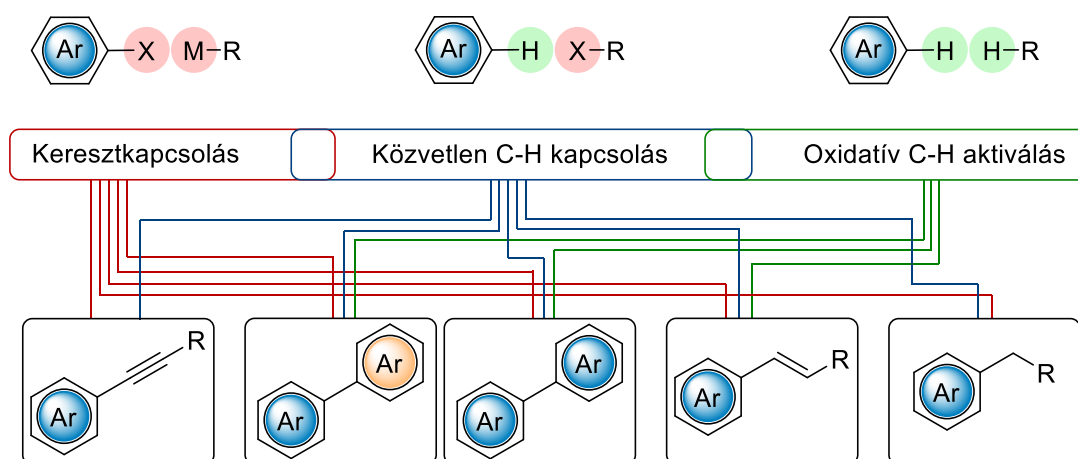 Ar X M R
Ar H X R
Ar H H R
Keresztkapcsolás
Közvetlen C-H kapcsolás
Oxidatív C-H aktiválás
Ar R
Ar Ar
Ar Ar
Ar R
Ar R